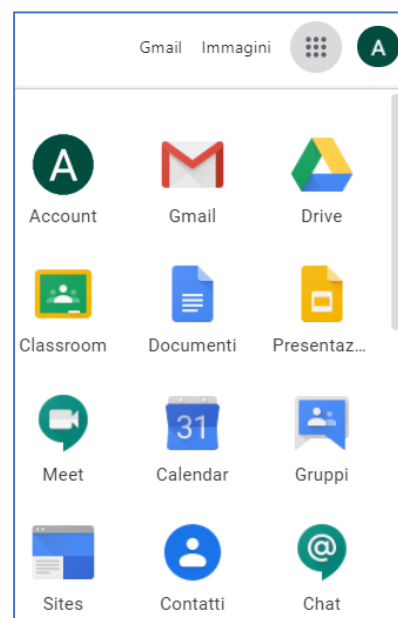 Gmail Immagini A
A
Account Gmail Drive
Classroom Documenti Presentaz...
31
Meet Calendar Gruppi
@
Sites Contatti Chat